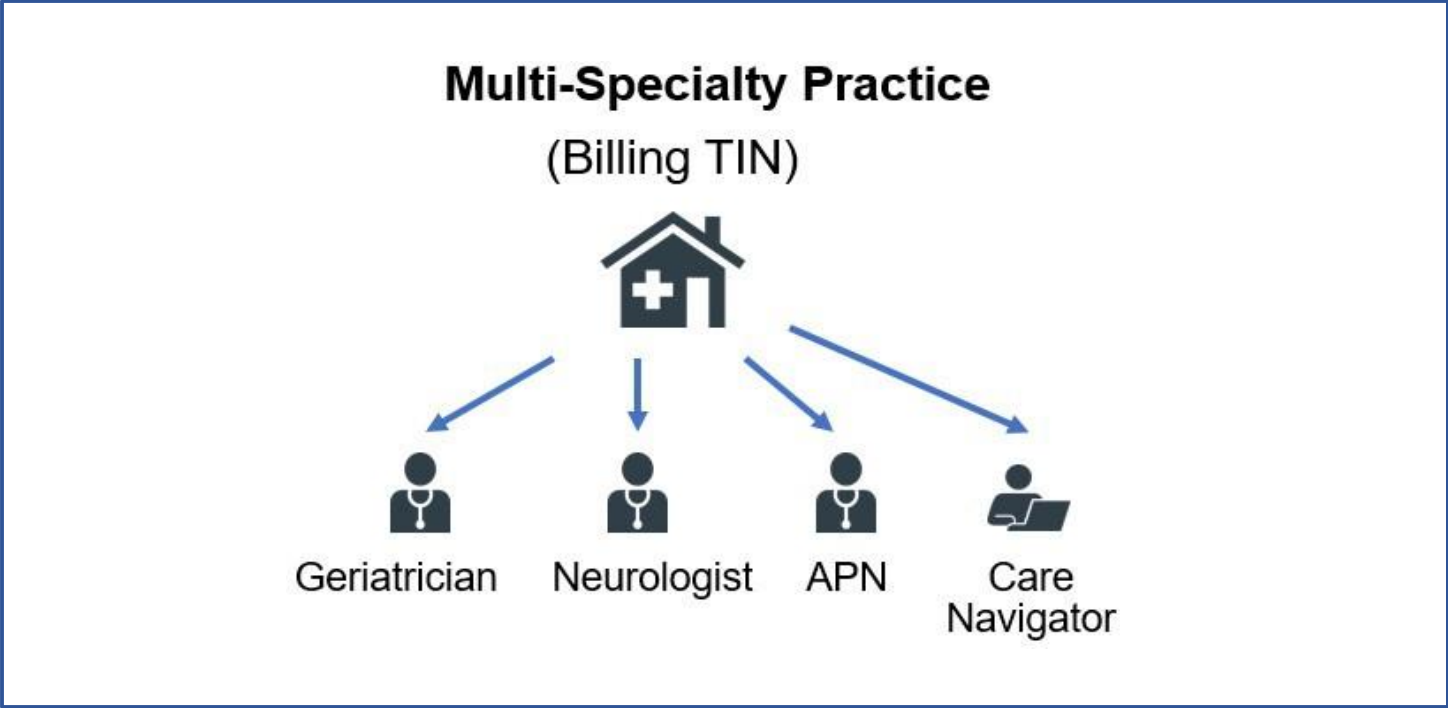 Multi-Specialty Practice
(Billing TIN)
Geriatrician
Neurologist
APN
Care
Navigator